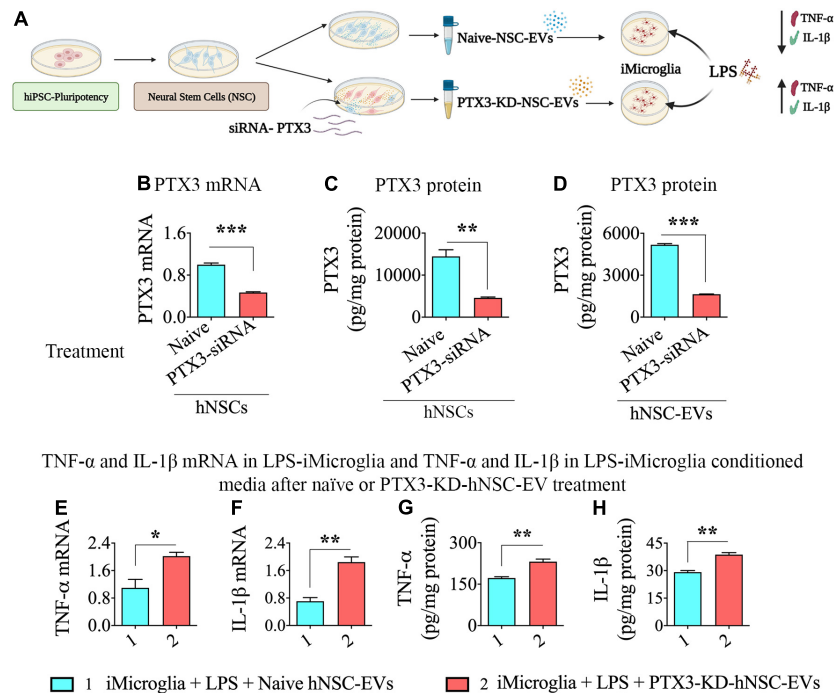 A
hiPSC-Pluripotency
Neural Stem Cells (NSC)
siRNA- PTX3
Naive-NSC-EVs
PTX3-KD-NSC-EVs
iMicroglia
LPS
TNF-α
IL-1β
TNF-α
IL-1β
B PTX3 mRNA
PTX3 mRNA
1.6
0.8
0.0
***
Naive
PTX3-siRNA
hNSCs
C PTX3 protein
PTX3
(pg/mg protein)
20000
10000
0
**
Naive
PTX3-siRNA
hNSCs
D PTX3 protein
PTX3
(pg/mg protein)
6000
3000
0
***
Naive
PTX3-siRNA
hNSC-EVs
Treatment
TNF-α and IL-1β mRNA in LPS-iMicroglia and TNF-α and IL-1β in LPS-iMicroglia conditioned
media after naïve or PTX3-KD-hNSC-EV treatment
E
TNF-α mRNA
2.4
1.6
0.8
0.0
*
1
2
F
IL-1β mRNA
2.4
1.6
0.8
0.0
**
1
2
G
TNF-α
(pg/mg protein)
300
150
0
**
1
2
H
IL-1β
(pg/mg protein)
45
30
15
0
**
1
2
1 iMicroglia + LPS + Naive hNSC-EVs
2 iMicroglia + LPS + PTX3-KD-hNSC-EVs